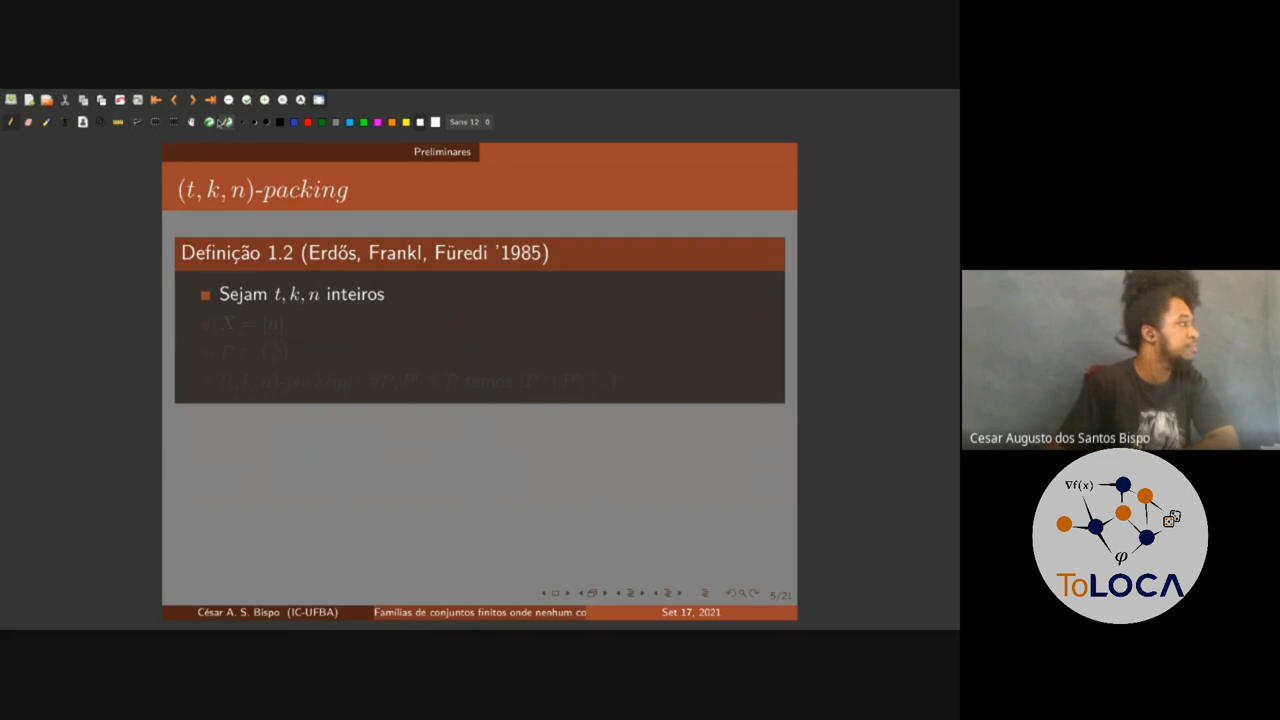 Sans 12 0
Preliminares
(t, k, n)-packing
Definição 1.2 (Erdős, Frankl, Füredi '1985)
Sejam t, k, n inteiros
X = [n]
5/21
César A. S. Bispo (IC-UFBA) Famílias de conjuntos finitos onde nenhum co Set 17, 2021
Cesar Augusto dos Santos Bispo
∇f(x)
φ
ToLOCA